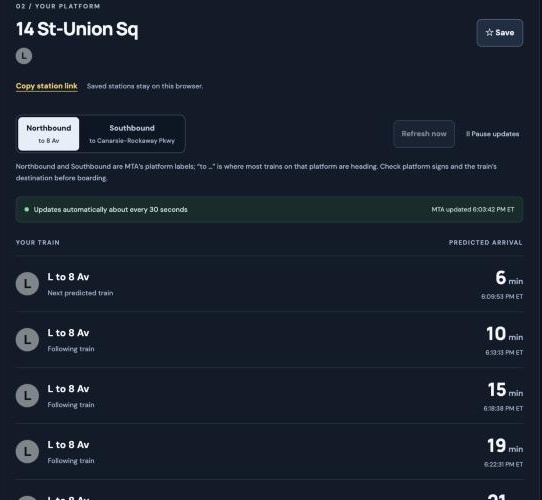 02 / YOUR PLATFORM
14 St-Union Sq
☆ Save
L
Copy station link Saved stations stay on this browser.
Northbound
to 8 Av
Southbound
to Canarsie-Rockaway Pkwy
Refresh now
II Pause updates
Northbound and Southbound are MTA's platform labels; "to …" is where most trains on that platform are heading. Check platform signs and the train's
destination before boarding.
Updates automatically about every 30 seconds
MTA updated 6:03:42 PM ET
YOUR TRAIN
PREDICTED ARRIVAL
L
L to 8 Av
Next predicted train
6 min
6:09:53 PM ET
L
L to 8 Av
Following train
10 min
6:13:13 PM ET
L
L to 8 Av
Following train
15 min
6:18:38 PM ET
L
L to 8 Av
Following train
19 min
6:22:31 PM ET
L to 8 Av